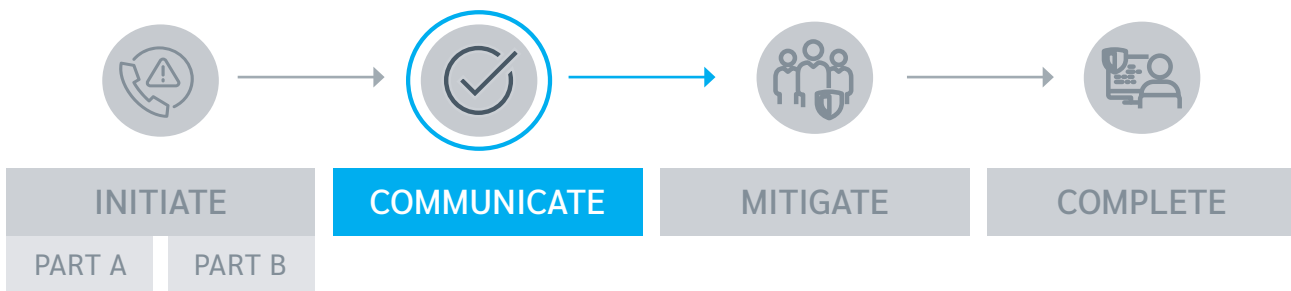 INITIATE
COMMUNICATE
MITIGATE
COMPLETE
PART A
PART B